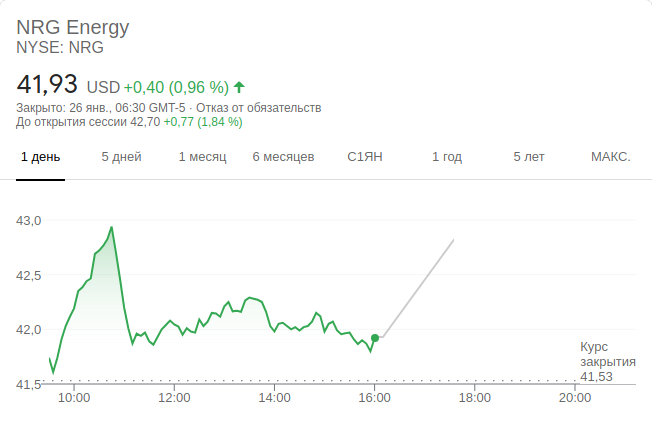 NRG Energy
NYSE: NRG
41,93 USD +0,40 (0,96 %)
Закрыто: 26 янв., 06:30 GMT-5 · Отказ от обязательств
До открытия сессии 42,70 +0,77 (1,84 %)
1 день 5 дней 1 месяц 6 месяцев С1ЯН 1 год 5 лет МАКС.
43,0
42,5
42,0
41,5
Курс
закрытия
41,53
10:00 12:00 14:00 16:00 18:00 20:00